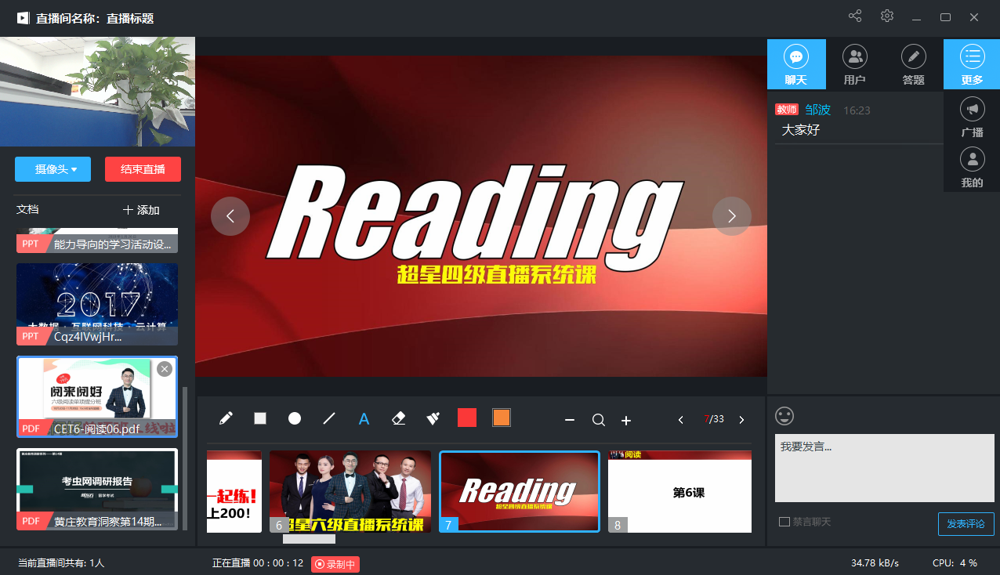 直播间名称：直播标题
聊天
用户
答题
更多
广播
我的
教师 邹波 16:23
大家好
摄像头
结束直播
文档
添加
PPT 能力导向的学习活动设...
2017
大数据·互联网科技·云计算
PPT Cqz4IVwjHr...
阅来阅好
六级阅读单项提分班
PDF CET6-阅读06.pdf
考虫网调研报告
PDF 黄庄教育洞察第14期...
Reading
超星四级直播系统课
A
7/33
一起练!
上200!
超星六级直播系统课
6
Reading
超星四级直播系统课
7
阅读
第6课
8
我要发言...
禁言聊天
发表评论
当前直播间共有: 1人
正在直播 00 : 00 : 12
录制中
34.78 kB/s
CPU: 4 %